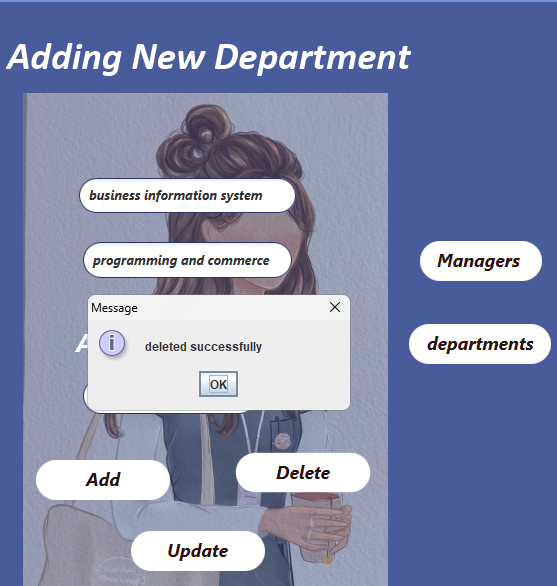 Adding New Department
business information system
programming and commerce
Managers
Message
deleted successfully
departments
OK
Add
Delete
Update